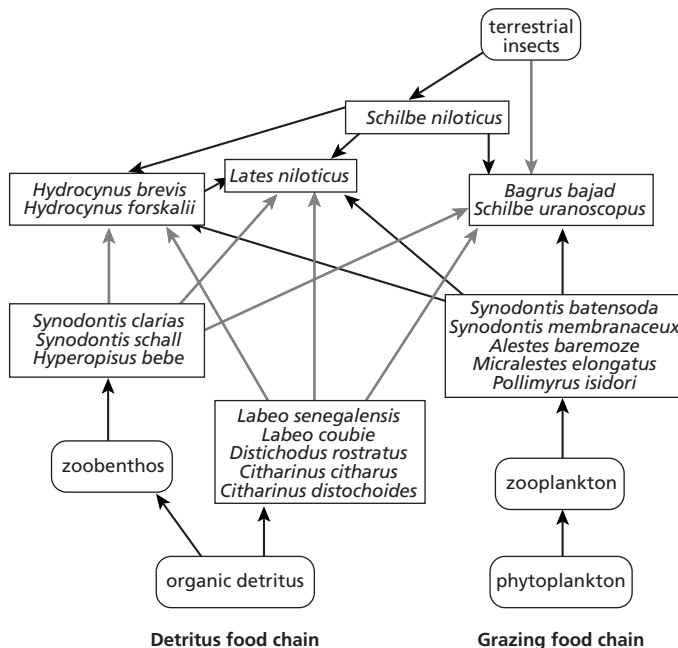 terrestrial
insects
Schilbe niloticus
Hydrocynus brevis
Hydrocynus forskalii
Lates niloticus
Bagrus bajad
Schilbe uranoscopus
Synodontis clarias
Synodontis schall
Hyperopisus bebe
Synodontis batensoda
Synodontis membranaceux
Alestes baremoze
Micralestes elongatus
Pollimyrus isidori
Labeo senegalensis
Labeo coubie
Distichodus rostratus
Citharinus citharus
Citharinus distochoides
zoobenthos
zooplankton
organic detritus
phytoplankton
Detritus food chain
Grazing food chain